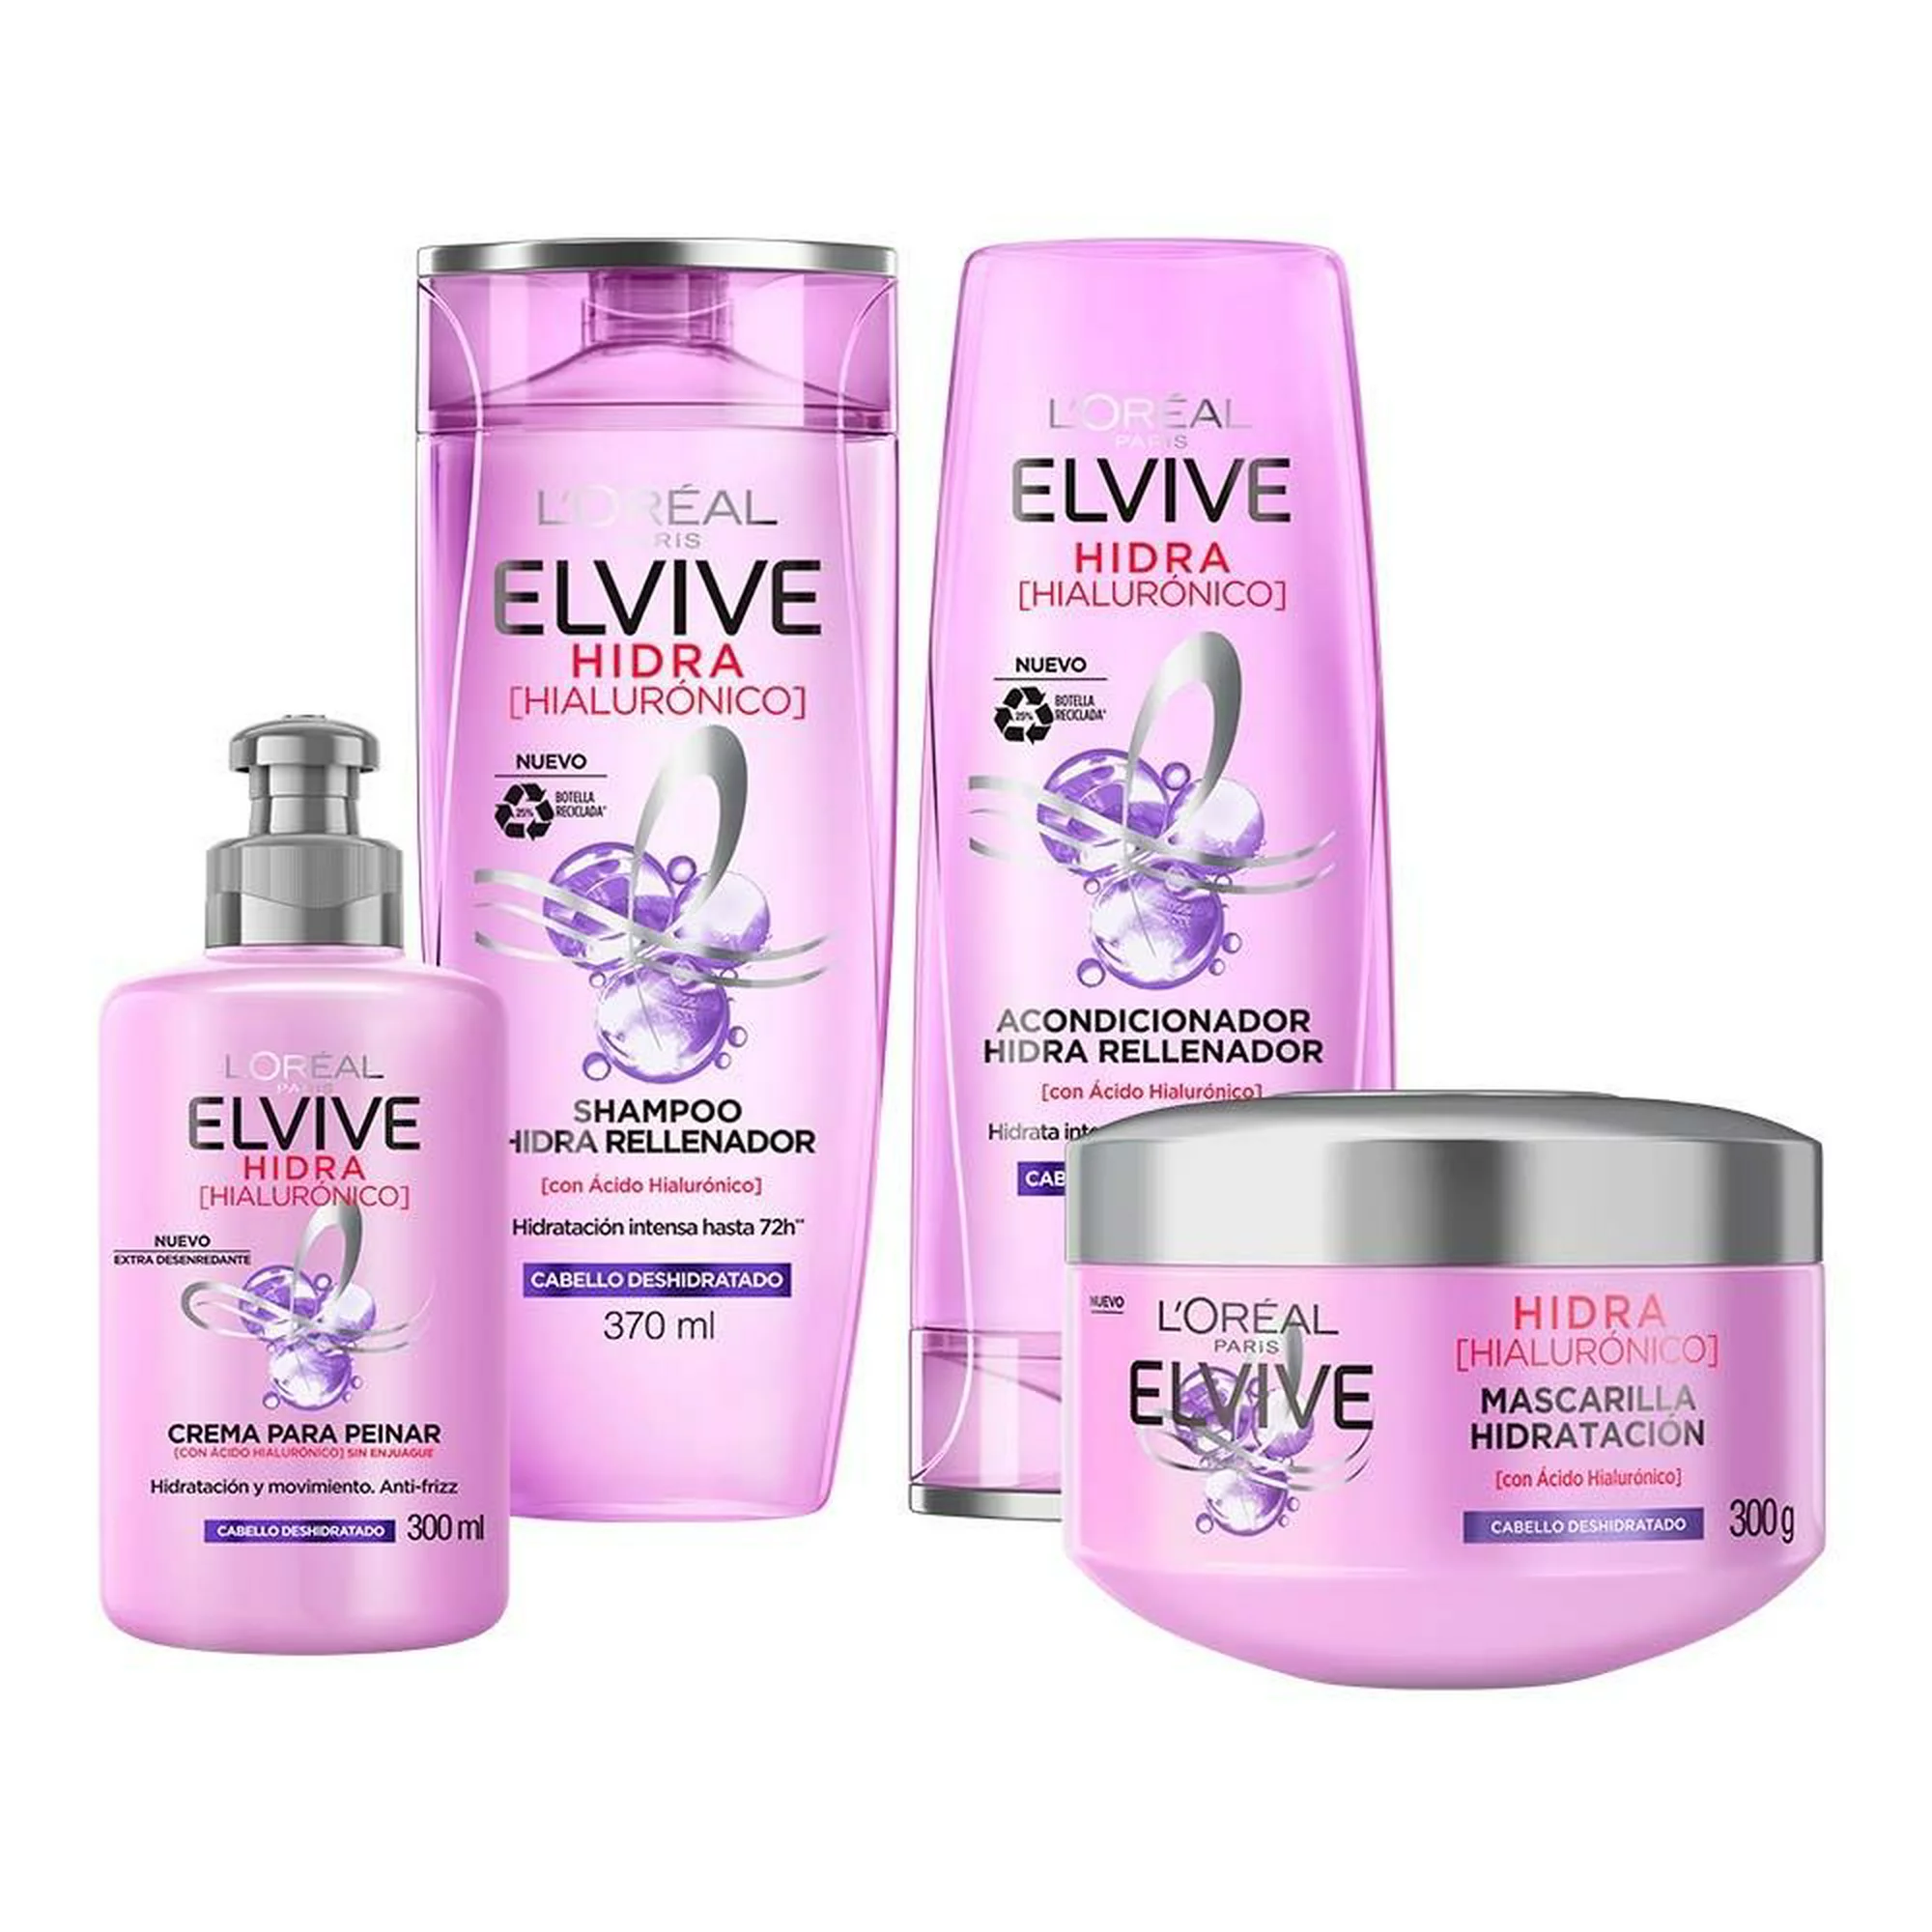 L'ORÉAL
PARIS
ELVIVE
HIDRA
[HIALURÓNICO]
NUEVO
EXTRA DESENREDANTE
CREMA PARA PEINAR
[CON ÁCIDO HIALURÓNICO] SIN ENJUAGUE
Hidratación y movimiento. Anti-frizz
CABELLO DESHIDRATADO 300 ml
L'ORÉAL
PARIS
ELVIVE
HIDRA
[HIALURÓNICO]
NUEVO
25% BOTELLA
RECICLADA*
SHAMPOO
HIDRA RELLENADOR
[con Ácido Hialurónico]
Hidratación intensa hasta 72h**
CABELLO DESHIDRATADO
370 ml
L'ORÉAL
PARIS
ELVIVE
HIDRA
[HIALURÓNICO]
NUEVO
25% BOTELLA
RECICLADA*
ACONDICIONADOR
HIDRA RELLENADOR
[con Ácido Hialurónico]
Hidrata inte
CAB
NUEVO
L'ORÉAL
PARIS
ELVIVE
HIDRA
[HIALURÓNICO]
MASCARILLA
HIDRATACIÓN
[con Ácido Hialurónico]
CABELLO DESHIDRATADO 300 g